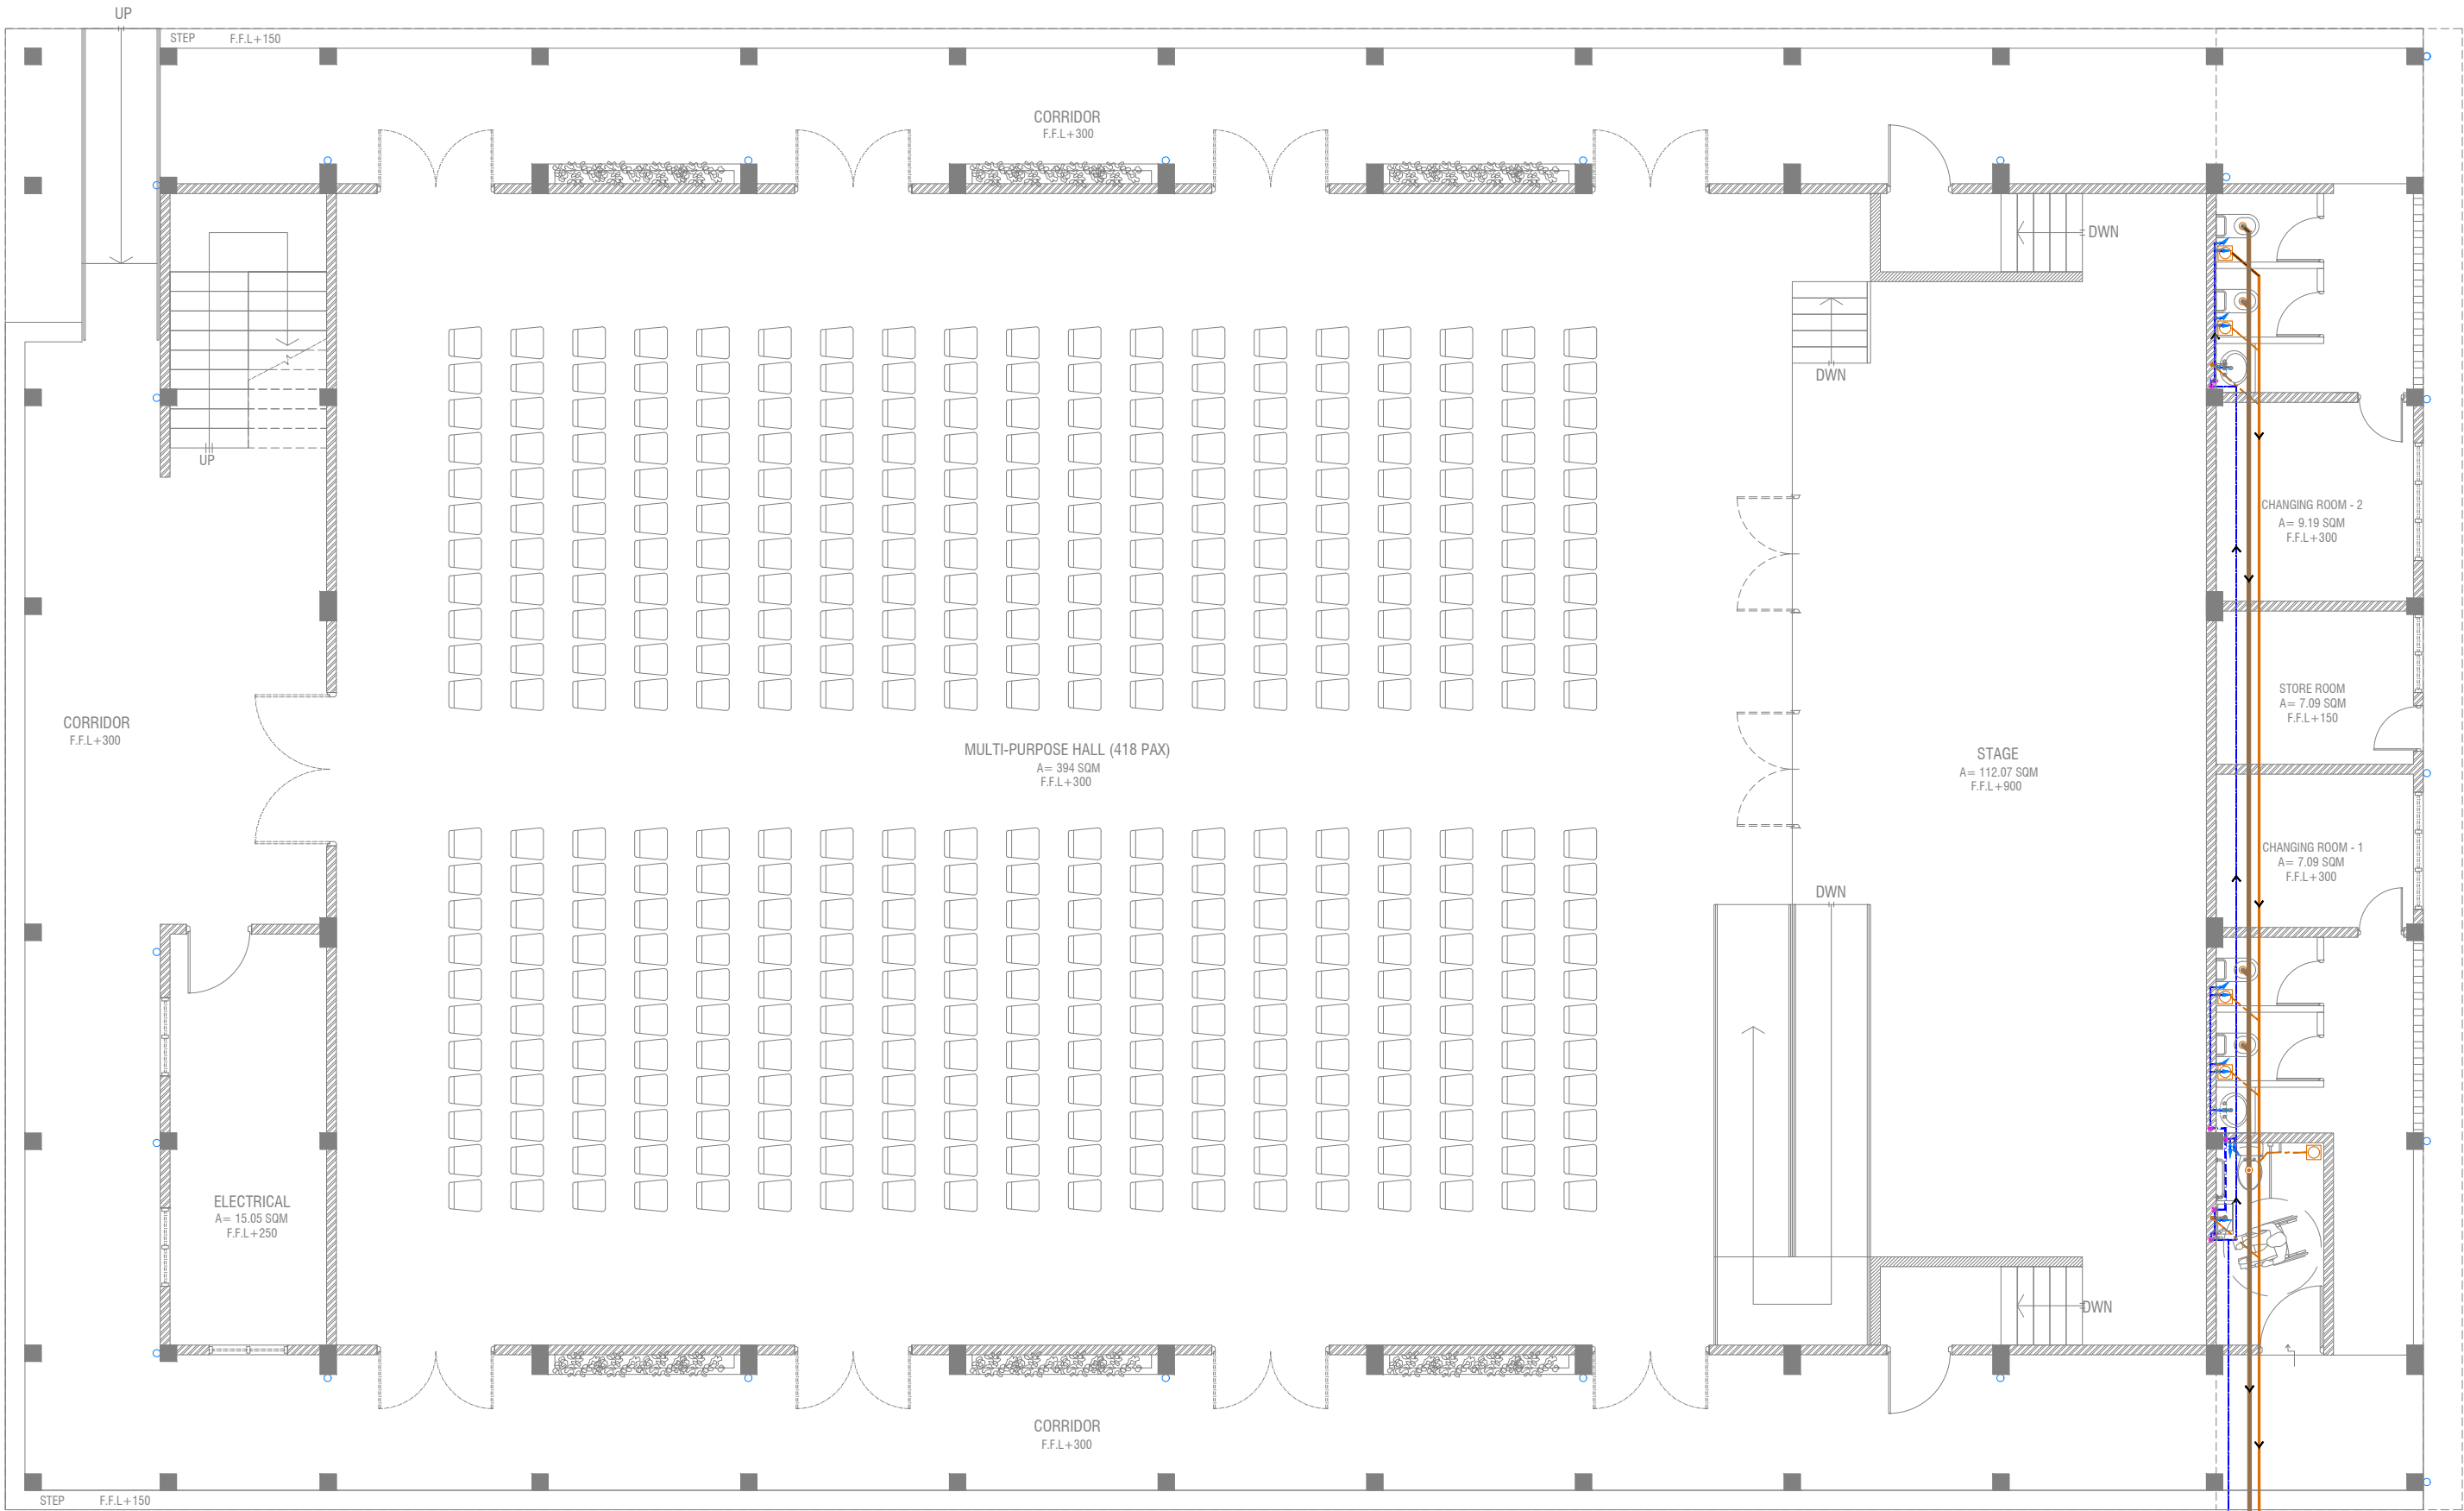 UP
STEP F.F.L+150
CORRIDOR
F.F.L+300
DWN
DWN
UP
CHANGING ROOM - 2
A= 9.19 SQM
F.F.L+300
STORE ROOM
A= 7.09 SQM
F.F.L+150
CORRIDOR
F.F.L+300
MULTI-PURPOSE HALL (418 PAX)
A= 394 SQM
F.F.L+300
STAGE
A= 112.07 SQM
F.F.L+900
CHANGING ROOM - 1
A= 7.09 SQM
F.F.L+300
DWN
ELECTRICAL
A= 15.05 SQM
F.F.L+250
DWN
CORRIDOR
F.F.L+300
STEP F.F.L+150